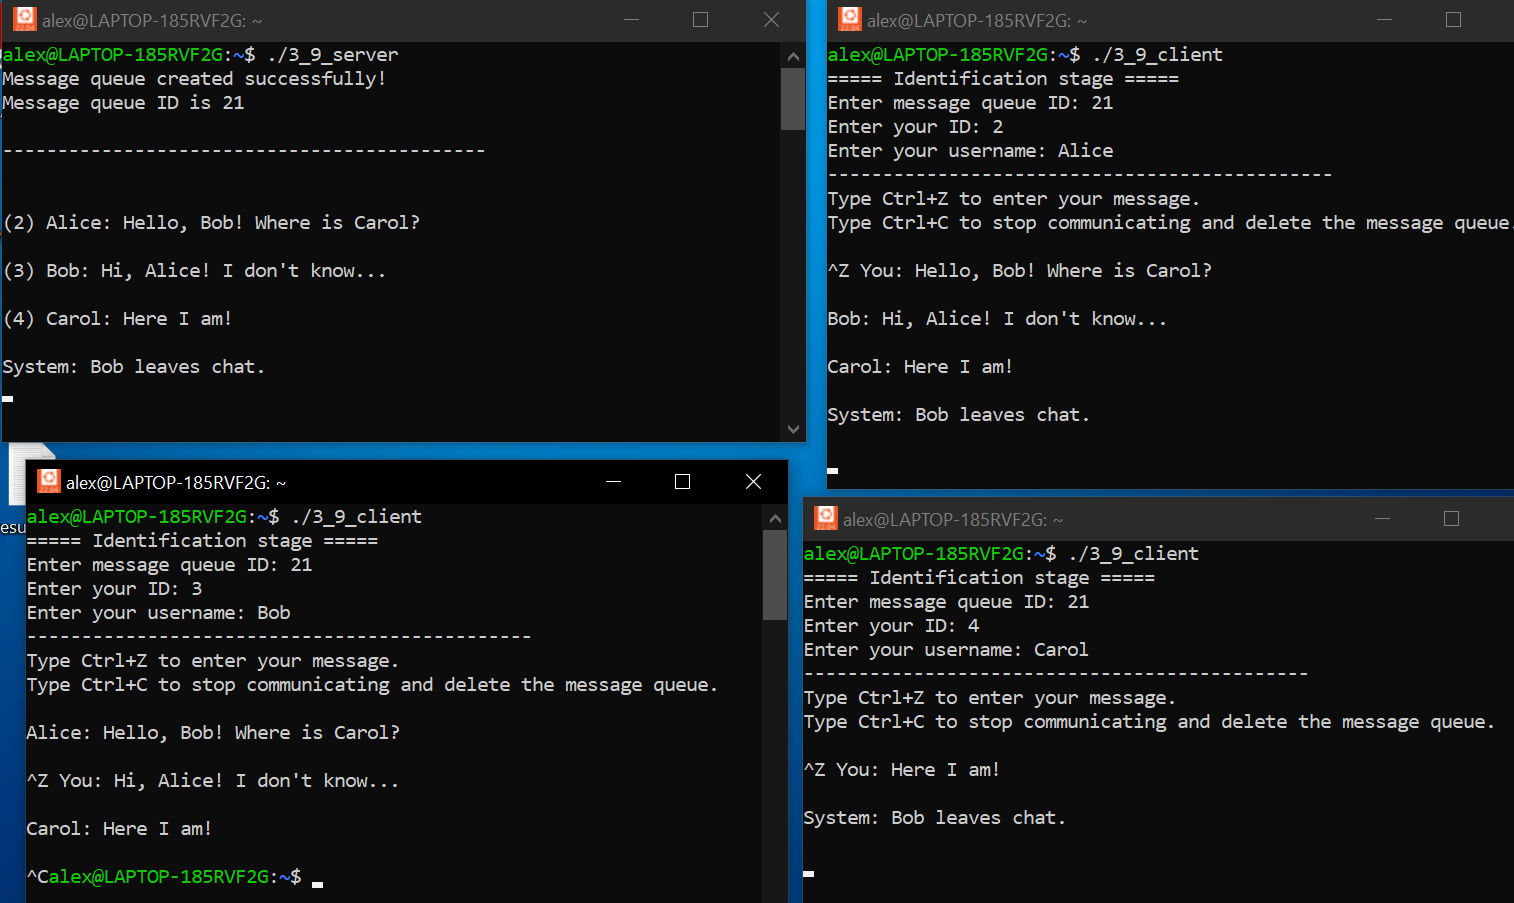 alex@LAPTOP-185RVF2G: ~
alex@LAPTOP-185RVF2G:~$ ./3_9_server
Message queue created successfully!
Message queue ID is 21
--------------------------------------------
(2) Alice: Hello, Bob! Where is Carol?
(3) Bob: Hi, Alice! I don't know...
(4) Carol: Here I am!
System: Bob leaves chat.
alex@LAPTOP-185RVF2G: ~
alex@LAPTOP-185RVF2G:~$ ./3_9_client
===== Identification stage =====
Enter message queue ID: 21
Enter your ID: 2
Enter your username: Alice
----------------------------------------------
Type Ctrl+Z to enter your message.
Type Ctrl+C to stop communicating and delete the message queue.
^Z You: Hello, Bob! Where is Carol?
Bob: Hi, Alice! I don't know...
Carol: Here I am!
System: Bob leaves chat.
esu
alex@LAPTOP-185RVF2G: ~
alex@LAPTOP-185RVF2G:~$ ./3_9_client
===== Identification stage =====
Enter message queue ID: 21
Enter your ID: 3
Enter your username: Bob
----------------------------------------------
Type Ctrl+Z to enter your message.
Type Ctrl+C to stop communicating and delete the message queue.
Alice: Hello, Bob! Where is Carol?
^Z You: Hi, Alice! I don't know...
Carol: Here I am!
^Calex@LAPTOP-185RVF2G:~$
alex@LAPTOP-185RVF2G: ~
alex@LAPTOP-185RVF2G:~$ ./3_9_client
===== Identification stage =====
Enter message queue ID: 21
Enter your ID: 4
Enter your username: Carol
----------------------------------------------
Type Ctrl+Z to enter your message.
Type Ctrl+C to stop communicating and delete the message queue.
^Z You: Here I am!
System: Bob leaves chat.